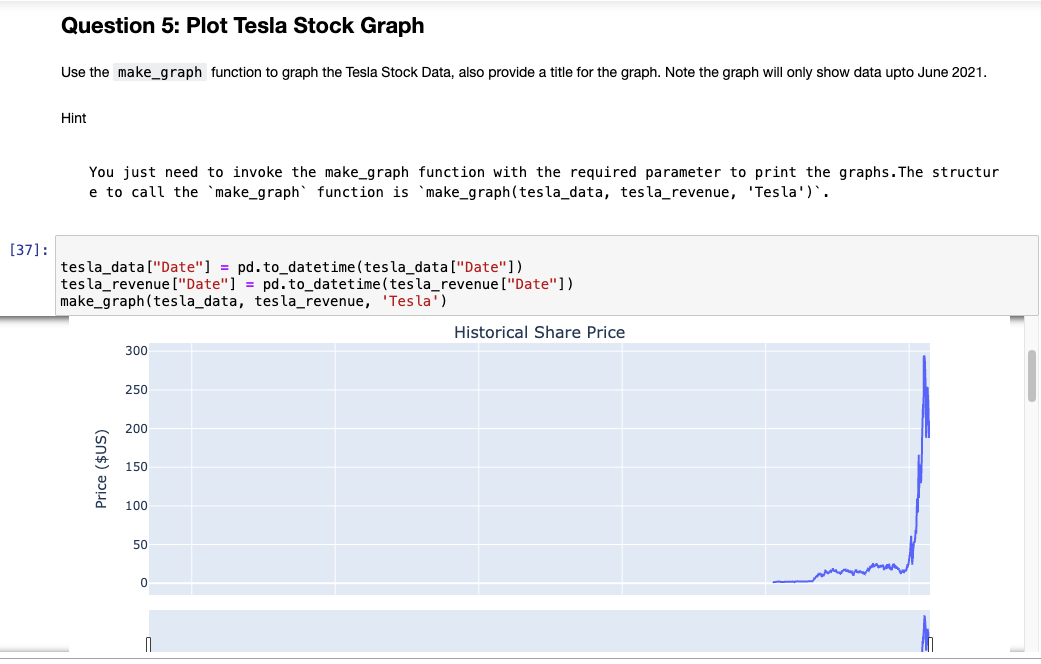 Question 5: Plot Tesla Stock Graph
Use the make_graph function to graph the Tesla Stock Data, also provide a title for the graph. Note the graph will only show data upto June 2021.
Hint
You just need to invoke the make_graph function with the required parameter to print the graphs.The structur
e to call the `make_graph` function is `make_graph(tesla_data, tesla_revenue, 'Tesla')`.
[37]:
tesla_data["Date"] = pd.to_datetime(tesla_data["Date"])
tesla_revenue["Date"] = pd.to_datetime(tesla_revenue["Date"])
make_graph(tesla_data, tesla_revenue, 'Tesla')
Historical Share Price
300
250
200
150
100
50
0
Price ($US)